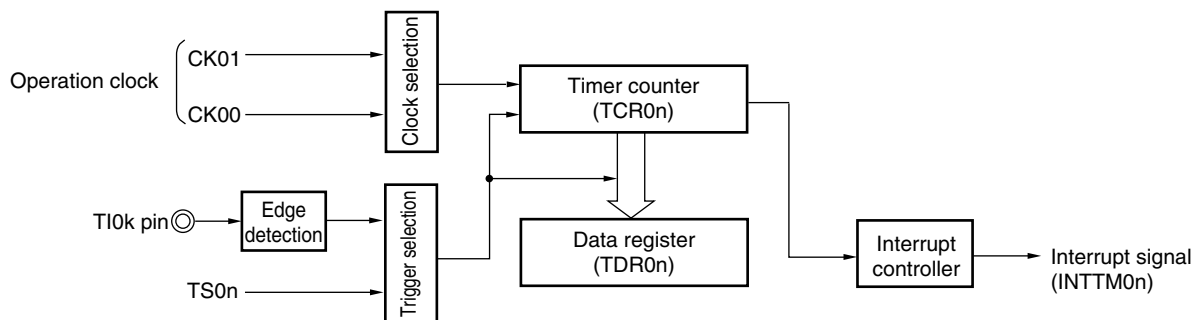 Operation clock
CK01
CK00
Clock selection
Timer counter
(TCR0n)
TI0k pin
Edge
detection
TS0n
Trigger selection
Data register
(TDR0n)
Interrupt
controller
Interrupt signal
(INTTM0n)